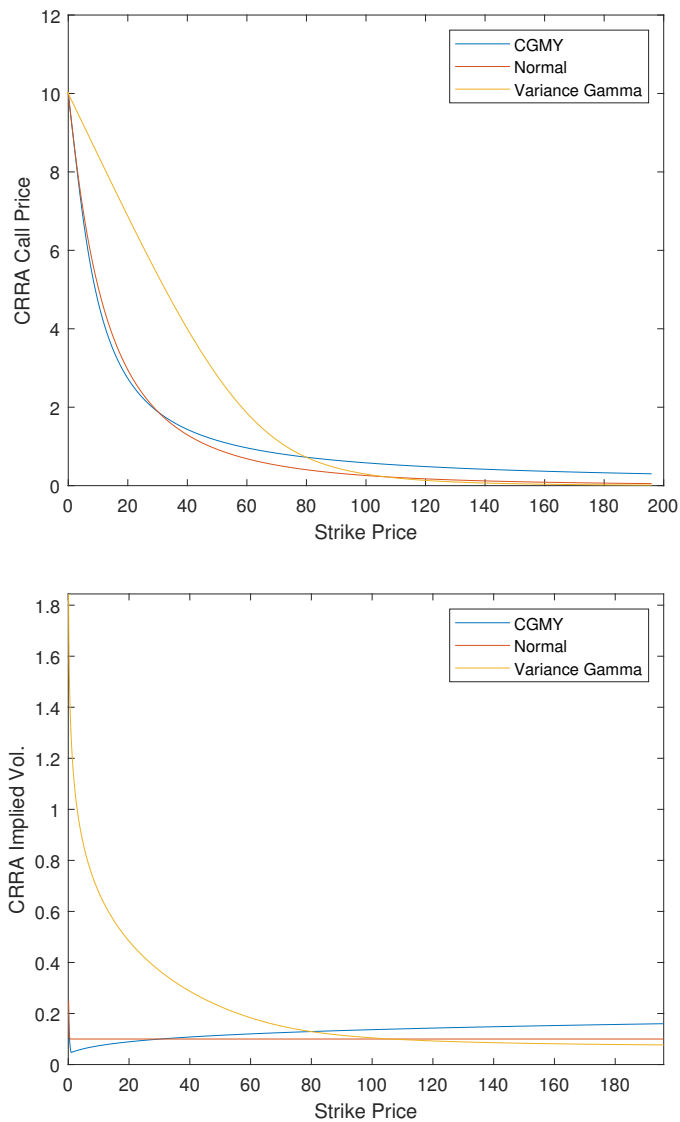 12
10
8
6
4
2
0
CRRA Call Price
CGMY
Normal
Variance Gamma
0 20 40 60 80 100 120 140 160 180 200
Strike Price
1.8
1.6
1.4
1.2
1
0.8
0.6
0.4
0.2
0
CRRA Implied Vol.
CGMY
Normal
Variance Gamma
0 20 40 60 80 100 120 140 160 180
Strike Price